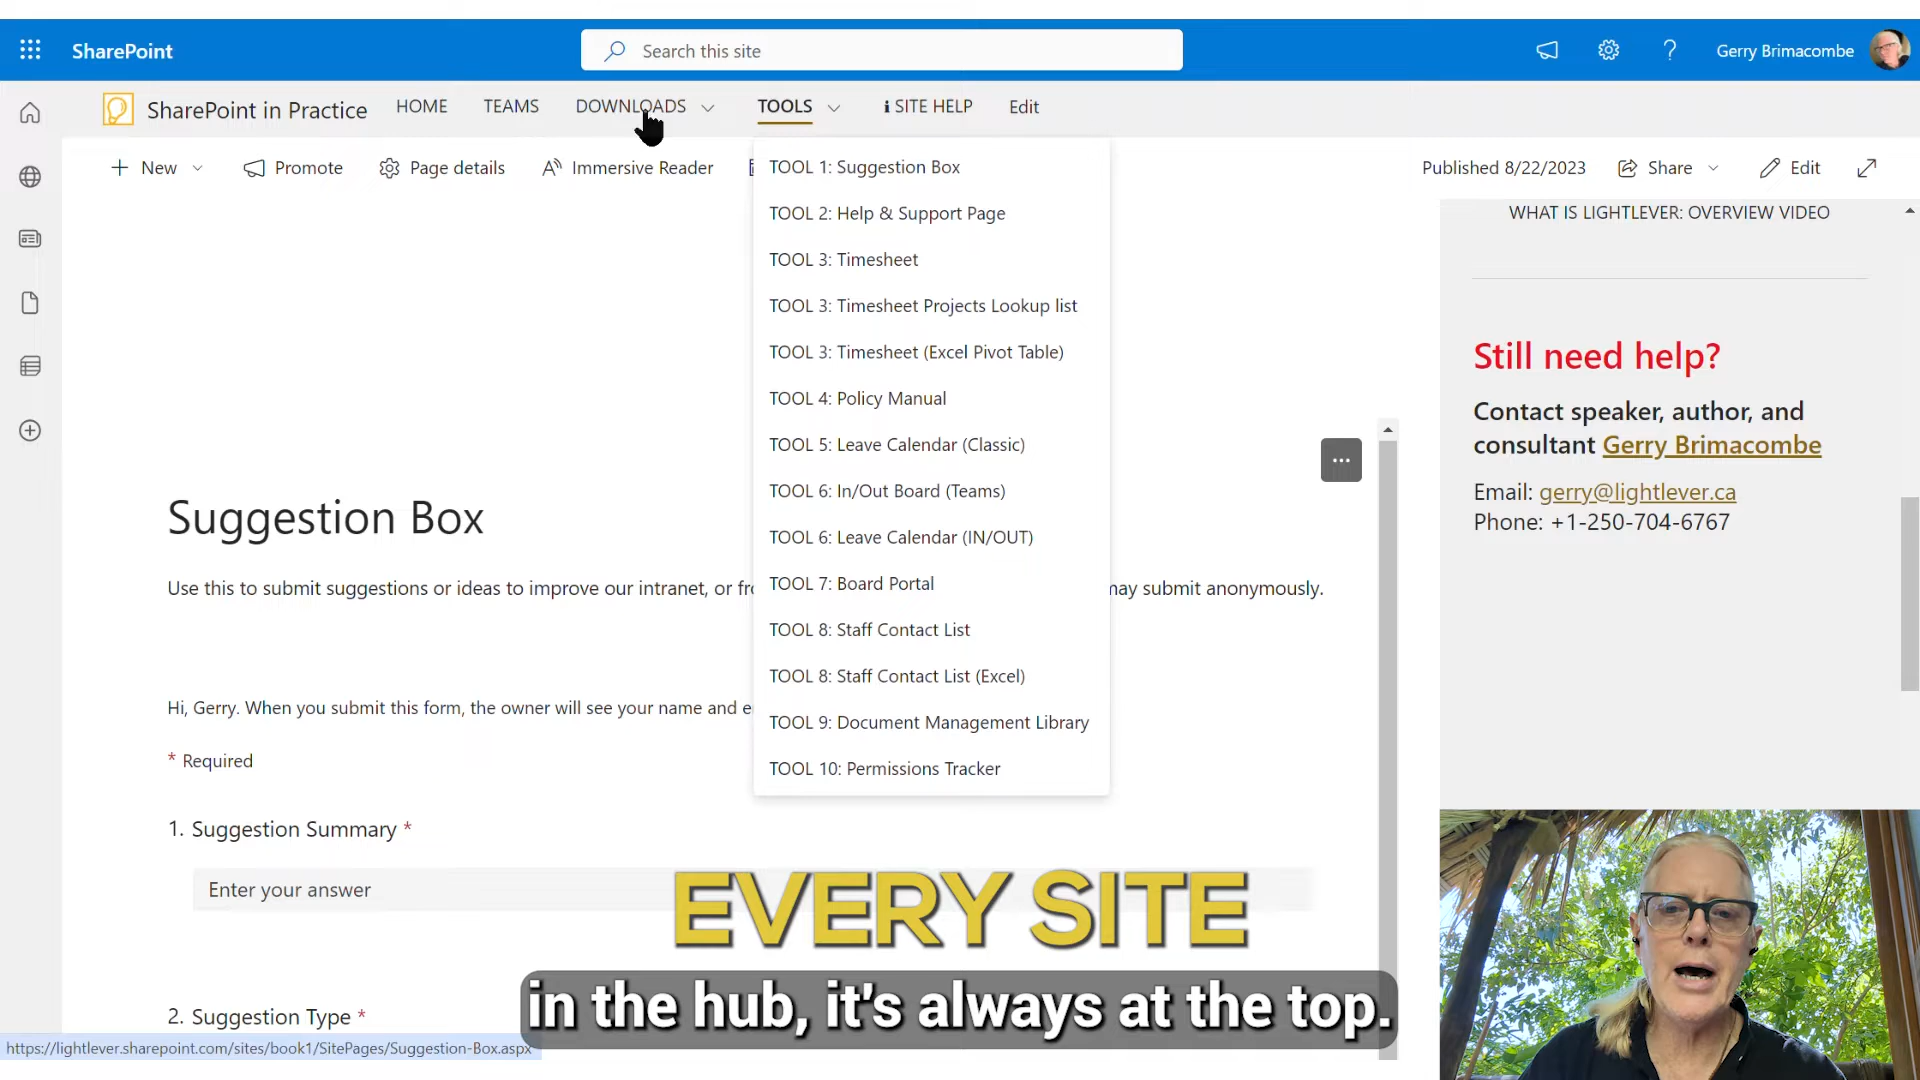 SharePoint
Search this site
Gerry Brimacombe
SharePoint in Practice
HOME
TEAMS
DOWNLOADS
TOOLS
SITE HELP
Edit
New
Promote
Page details
Immersive Reader
Published 8/22/2023
Share
Edit
TOOL 1: Suggestion Box
TOOL 2: Help & Support Page
TOOL 3: Timesheet
TOOL 3: Timesheet Projects Lookup list
TOOL 3: Timesheet (Excel Pivot Table)
TOOL 4: Policy Manual
TOOL 5: Leave Calendar (Classic)
TOOL 6: In/Out Board (Teams)
TOOL 6: Leave Calendar (IN/OUT)
TOOL 7: Board Portal
TOOL 8: Staff Contact List
TOOL 8: Staff Contact List (Excel)
TOOL 9: Document Management Library
TOOL 10: Permissions Tracker
WHAT IS LIGHTLEVER: OVERVIEW VIDEO
Still need help?
Contact speaker, author, and
consultant Gerry Brimacombe
Email: gerry@lightlever.ca
Phone: +1-250-704-6767
Suggestion Box
Use this to submit suggestions or ideas to improve our intranet, or may submit anonymously.
Hi, Gerry. When you submit this form, the owner will see your name and
* Required
1. Suggestion Summary *
Enter your answer
2. Suggestion Type *
EVERY SITE
in the hub, it's always at the top.
https://lightlever.sharepoint.com/sites/book1/SitePages/Suggestion-Box.aspx